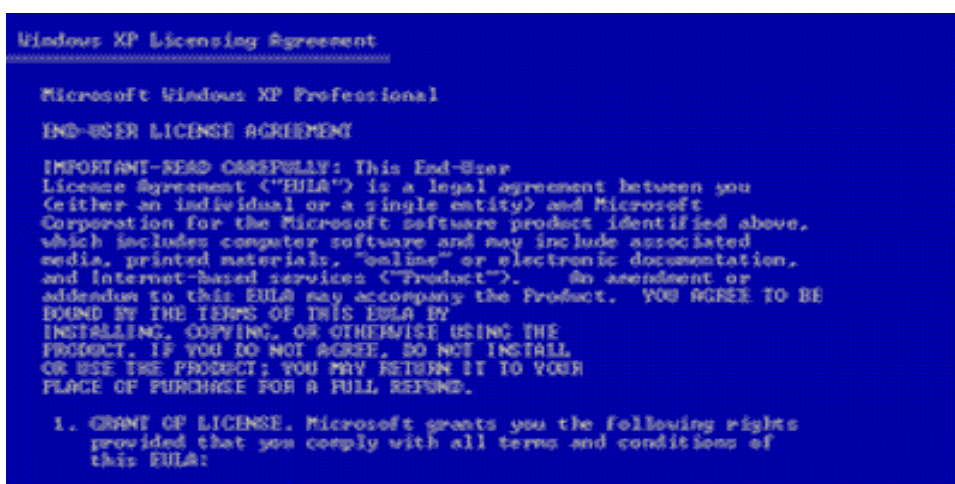 Windows XP Licensing Agreement
Microsoft Windows XP Professional
END-USER LICENSE AGREEMENT
IMPORTANT-READ CAREFULLY: This End-User
License Agreement ("EULA") is a legal agreement between you
(either an individual or a single entity) and Microsoft
Corporation for the Microsoft software product identified above,
which includes computer software and may include associated
media, printed materials, "online" or electronic documentation,
and Internet-based services ("Product"). An amendment or
addendum to this EULA may accompany the Product. YOU AGREE TO BE
BOUND BY THE TERMS OF THIS EULA BY
INSTALLING, COPYING, OR OTHERWISE USING THE
PRODUCT. IF YOU DO NOT AGREE, DO NOT INSTALL
OR USE THE PRODUCT; YOU MAY RETURN IT TO YOUR
PLACE OF PURCHASE FOR A FULL REFUND.
1. GRANT OF LICENSE. Microsoft grants you the following rights
provided that you comply with all terms and conditions of
this EULA: